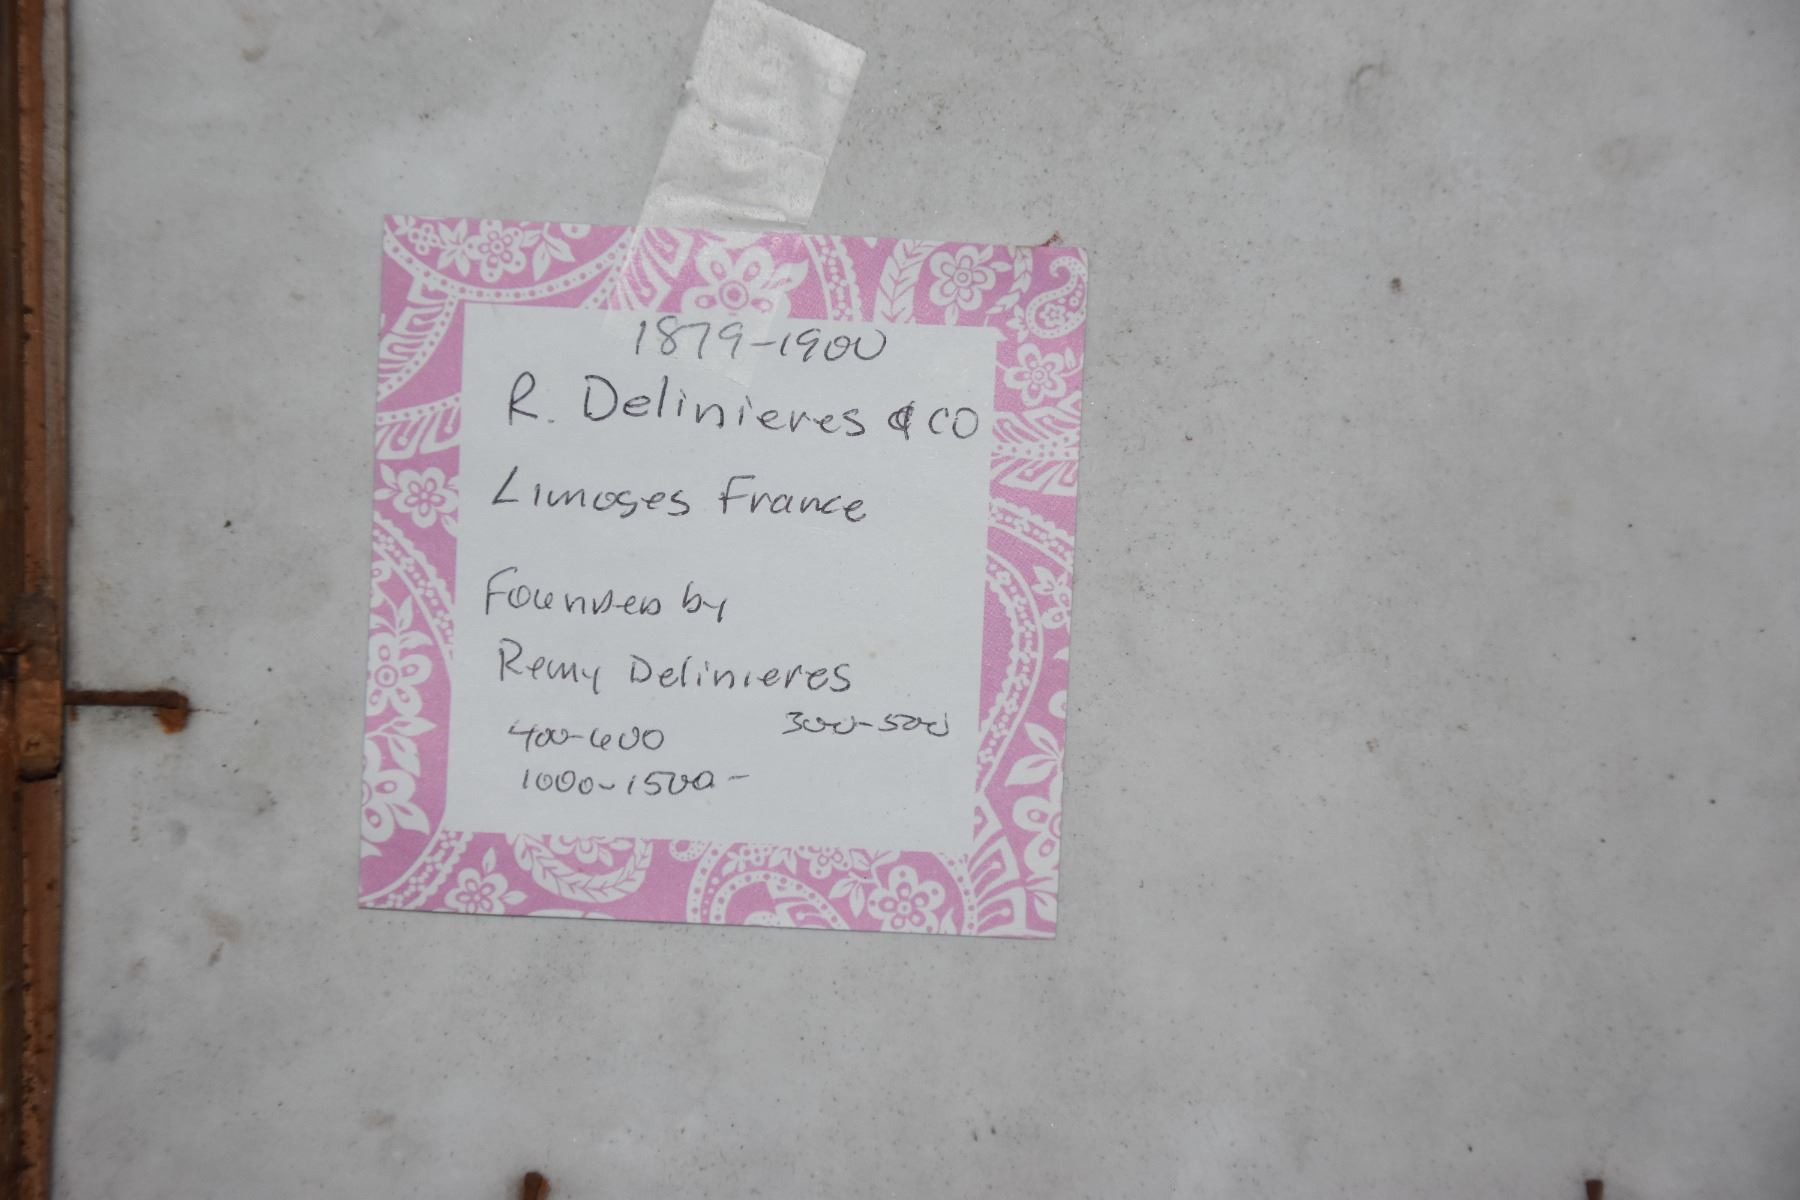 1879-1900
R. Delinieres & CO
Limoges France
Founded by
Remy Delinieres
400-600 300-500
1000-1500-